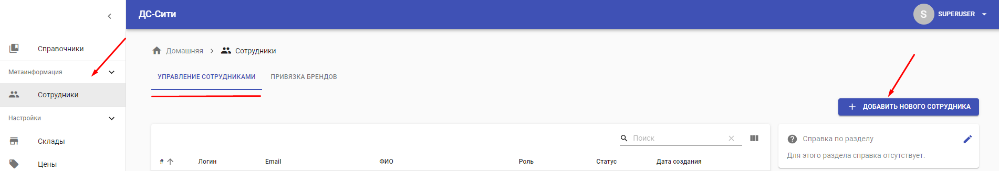 ДС-Сити
S SUPERUSER
Справочники
Метаинформация
Сотрудники
Настройки
Склады
Цены
Домашняя > Сотрудники
УПРАВЛЕНИЕ СОТРУДНИКАМИ ПРИВЯЗКА БРЕНДОВ
+ ДОБАВИТЬ НОВОГО СОТРУДНИКА
Поиск
# Логин Email ФИО Роль Статус Дата создания
Справка по разделу
Для этого раздела справка отсутствует.